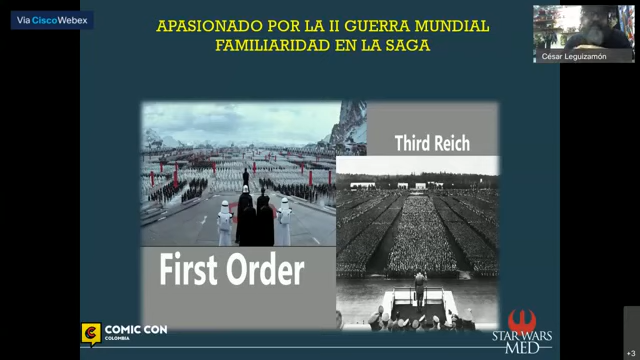 Via CiscoWebex
APASIONADO POR LA II GUERRA MUNDIAL
FAMILIARIDAD EN LA SAGA
César Leguizamón
Third Reich
First Order
COMIC CON
COLOMBIA
STAR WARS
MED
+3